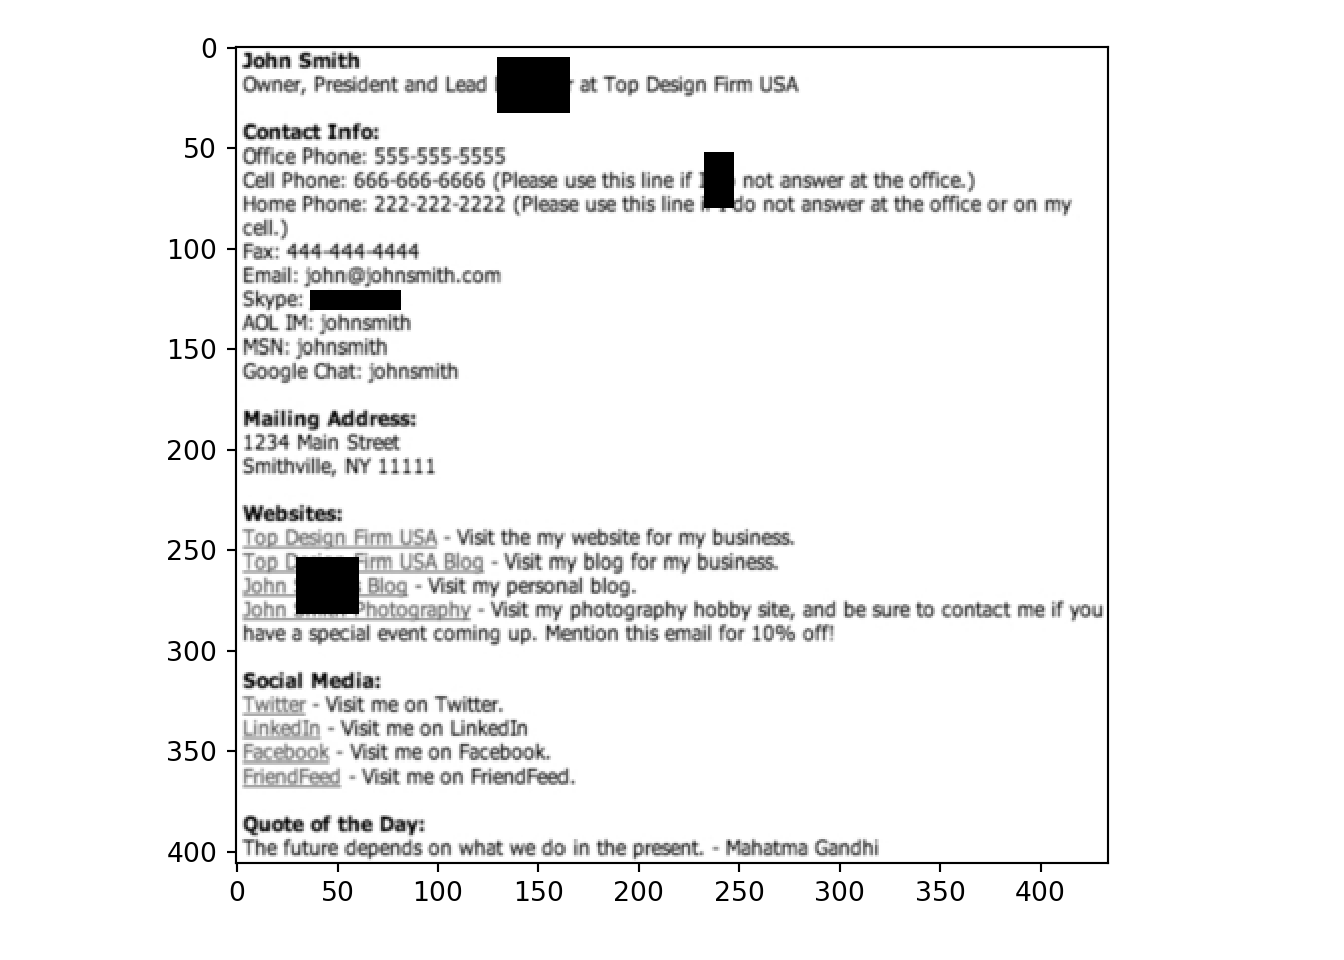 John Smith
Owner, President and Lead at Top Design Firm USA
Contact Info:
Office Phone: 555-555-5555
Cell Phone: 666-666-6666 (Please use this line if not answer at the office.)
Home Phone: 222-222-2222 (Please use this line if I do not answer at the office or on my
cell.)
Fax: 444-444-4444
Email: john@johnsmith.com
Skype:
AOL IM: johnsmith
MSN: johnsmith
Google Chat: johnsmith
Mailing Address:
1234 Main Street
Smithville, NY 11111
Websites:
Top Design Firm USA - Visit the my website for my business.
Top Firm USA Blog - Visit my blog for my business.
John Blog - Visit my personal blog.
John Photography - Visit my photography hobby site, and be sure to contact me if you
have a special event coming up. Mention this email for 10% off!
Social Media:
Twitter - Visit me on Twitter.
LinkedIn - Visit me on LinkedIn
Facebook - Visit me on Facebook.
FriendFeed - Visit me on FriendFeed.
Quote of the Day:
The future depends on what we do in the present. - Mahatma Gandhi
0
50
100
150
200
250
300
350
400
0 50 100 150 200 250 300 350 400